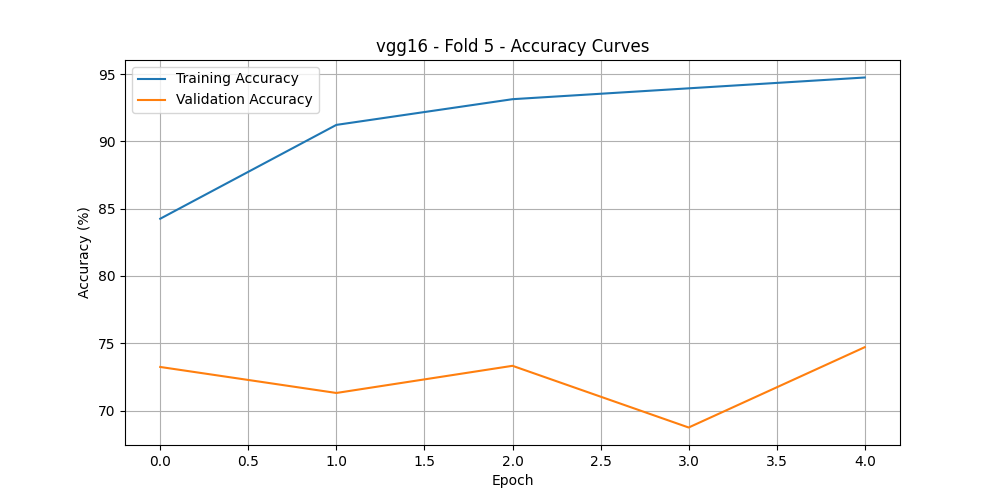 vgg16 - Fold 5 - Accuracy Curves
Training Accuracy
Validation Accuracy
Accuracy (%)
95
90
85
80
75
70
0.0 0.5 1.0 1.5 2.0 2.5 3.0 3.5 4.0
Epoch